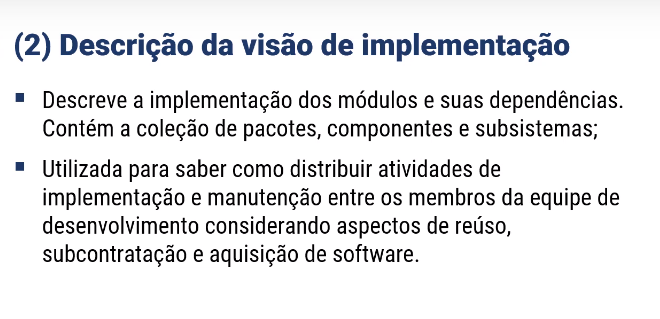 (2) Descrição da visão de implementação
▪ Descreve a implementação dos módulos e suas dependências.
Contém a coleção de pacotes, componentes e subsistemas;
▪ Utilizada para saber como distribuir atividades de
implementação e manutenção entre os membros da equipe de
desenvolvimento considerando aspectos de reúso,
subcontratação e aquisição de software.